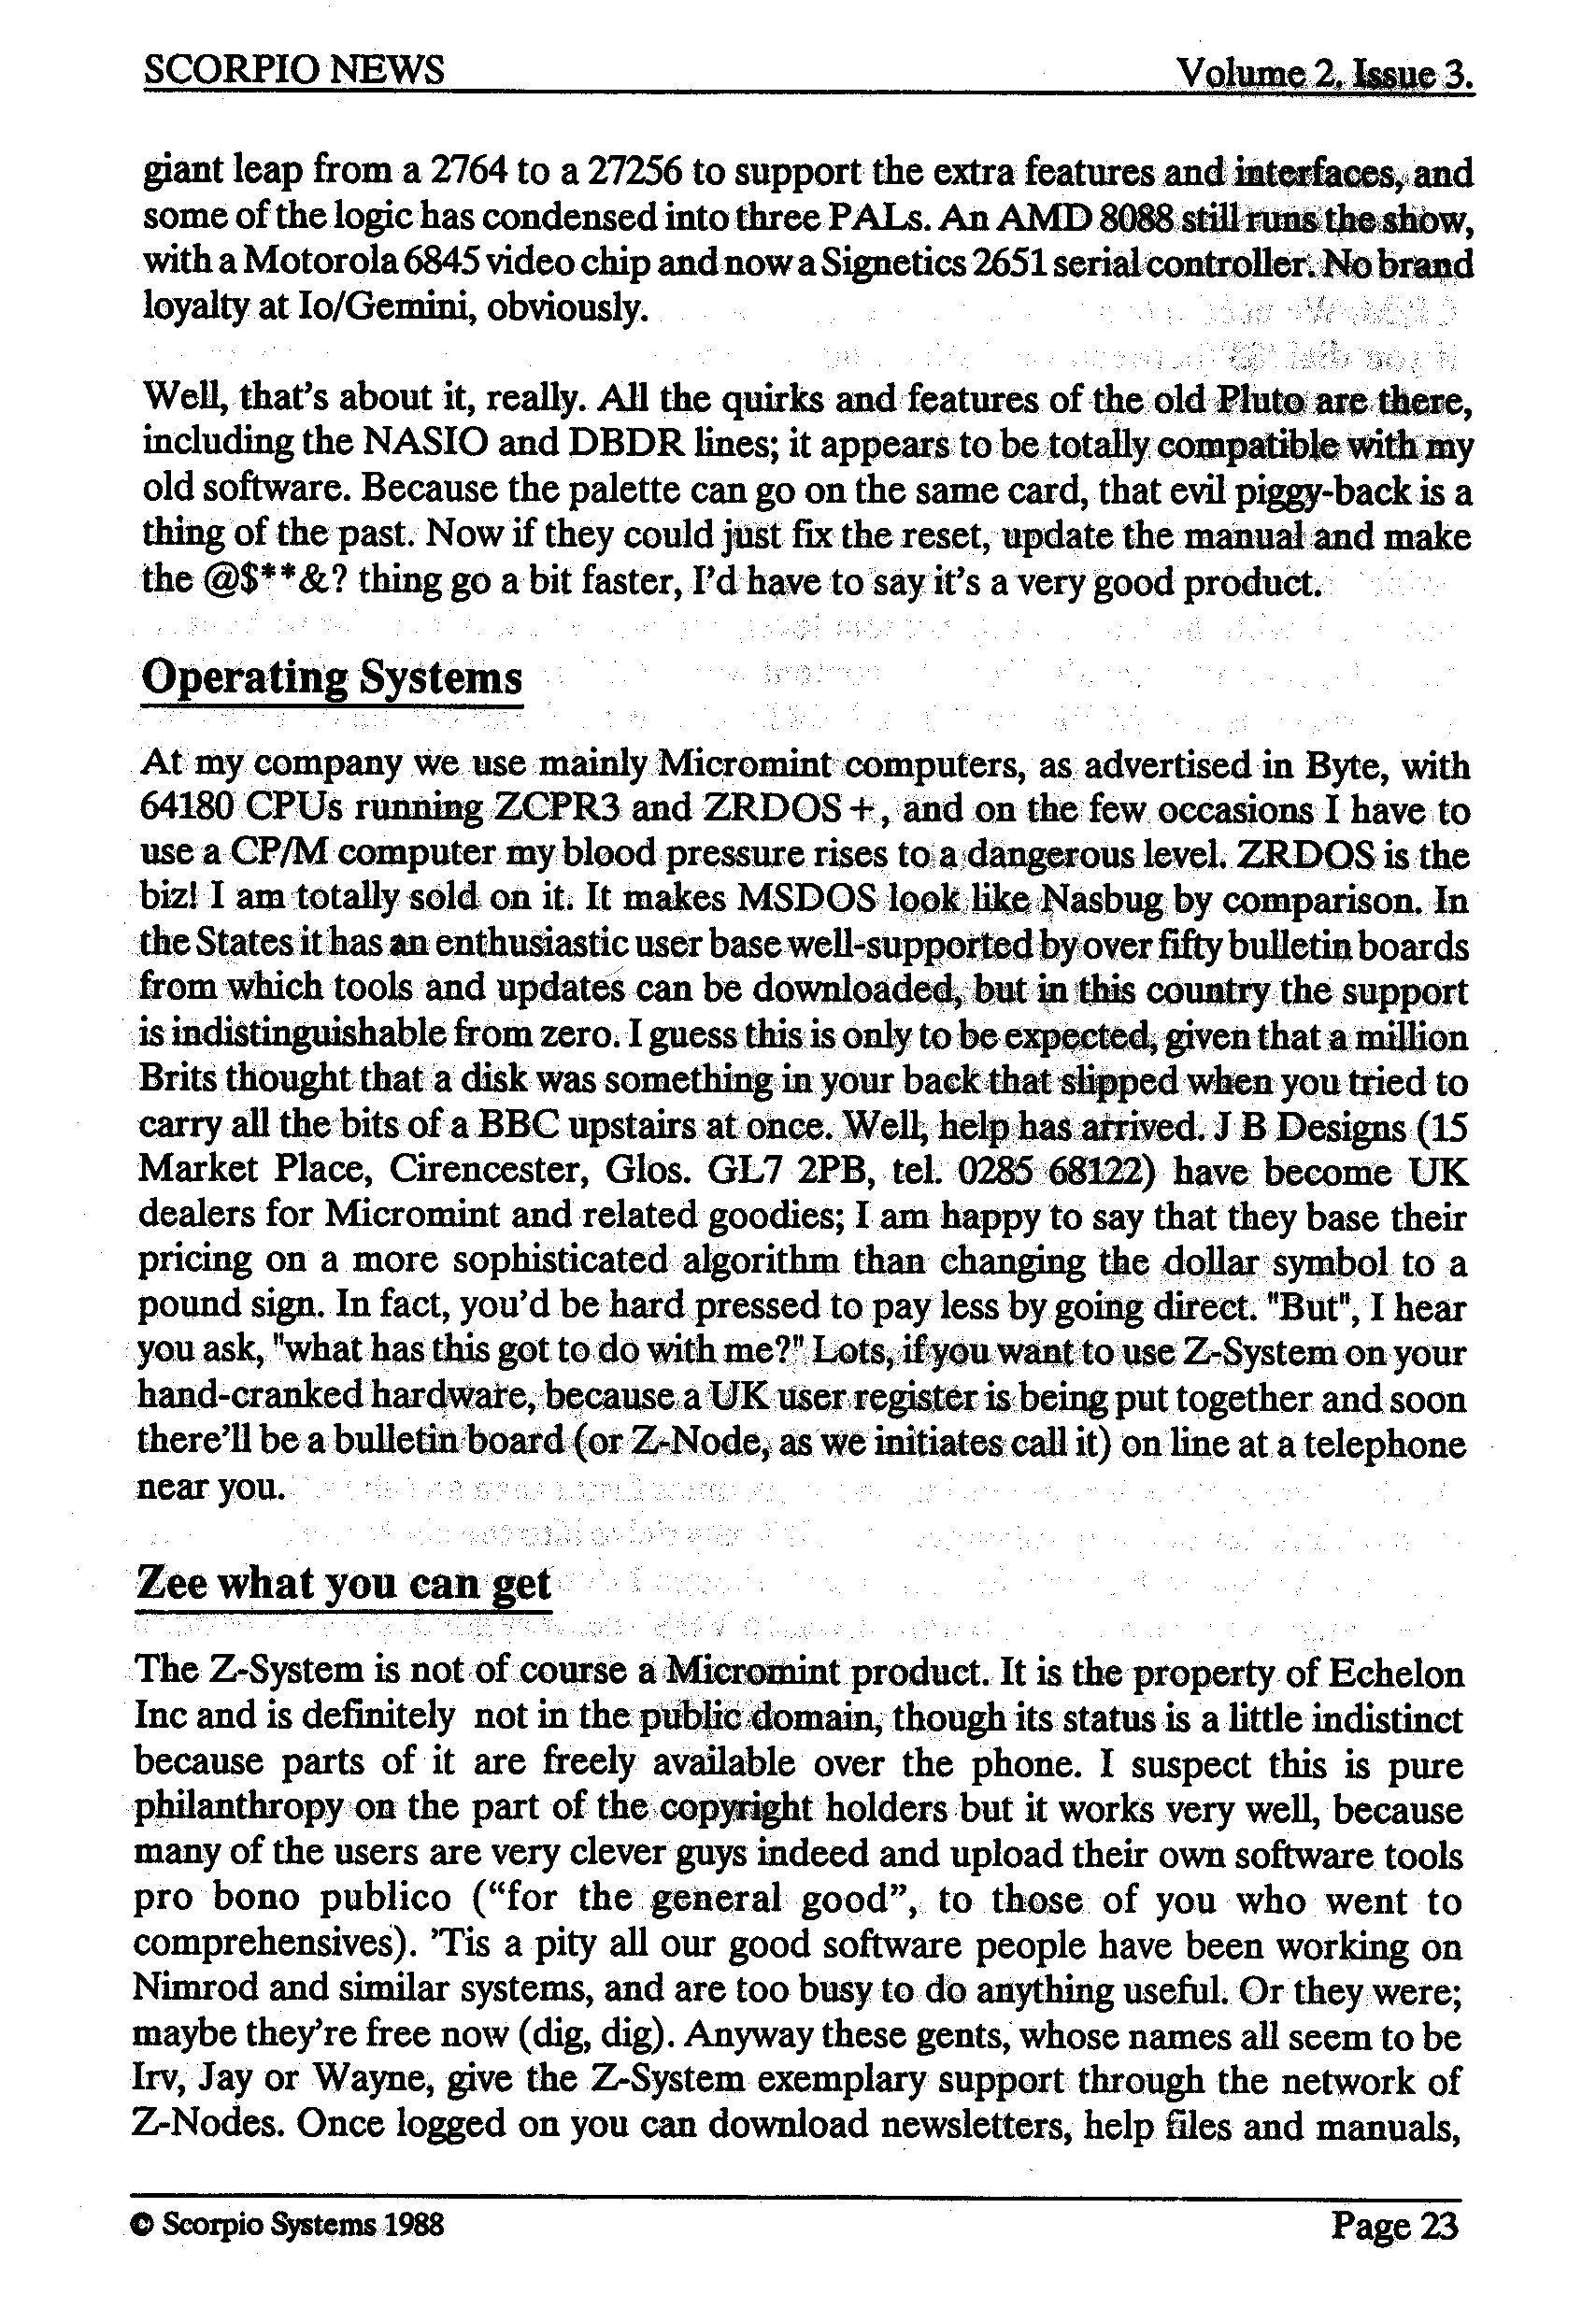 SCORPIO NEWS Volume 2, Issue 3.
giant leap from a 2764 to a 27256 to support the extra features and interfaces, and
some of the logic has condensed into three PALs. An AMD 8088 still runs the show,
with a Motorola 6845 video chip and now a Signetics 2651 serial controller. No brand
loyalty at Io/Gemini, obviously.
Well, that's about it, really. All the quirks and features of the old Pluto are there,
including the NASIO and DBDR lines; it appears to be totally compatible with my
old software. Because the palette can go on the same card, that evil piggy-back is a
thing of the past. Now if they could just fix the reset, update the manual and make
the @$**&? thing go a bit faster, I'd have to say it's a very good product.
Operating Systems
At my company we use mainly Micromint computers, as advertised in Byte, with
64180 CPUs running ZCPR3 and ZRDOS+, and on the few occasions I have to
use a CP/M computer my blood pressure rises to a dangerous level. ZRDOS is the
biz! I am totally sold on it. It makes MSDOS look like Nasbug by comparison. In
the States it has an enthusiastic user base well-supported by over fifty bulletin boards
from which tools and updates can be downloaded, but in this country the support
is indistinguishable from zero. I guess this is only to be expected, given that a million
Brits thought that a disk was something in your back that slipped when you tried to
carry all the bits of a BBC upstairs at once. Well, help has arrived. J B Designs (15
Market Place, Cirencester, Glos. GL7 2PB, tel. 0285 68122) have become UK
dealers for Micromint and related goodies; I am happy to say that they base their
pricing on a more sophisticated algorithm than changing the dollar symbol to a
pound sign. In fact, you'd be hard pressed to pay less by going direct. "But", I hear
you ask, "what has this got to do with me?" Lots, if you want to use Z-System on your
hand-cranked hardware, because a UK user register is being put together and soon
there'll be a bulletin board (or Z-Node, as we initiates call it) on line at a telephone
near you.
Zee what you can get
The Z-System is not of course a Micromint product. It is the property of Echelon
Inc and is definitely not in the public domain, though its status is a little indistinct
because parts of it are freely available over the phone. I suspect this is pure
philanthropy on the part of the copyright holders but it works very well, because
many of the users are very clever guys indeed and upload their own software tools
pro bono publico (“for the general good”, to those of you who went to
comprehensives). 'Tis a pity all our good software people have been working on
Nimrod and similar systems, and are too busy to do anything useful. Or they were;
maybe they're free now (dig, dig). Anyway these gents, whose names all seem to be
Irv, Jay or Wayne, give the Z-System exemplary support through the network of
Z-Nodes. Once logged on you can download newsletters, help files and manuals,
© Scorpio Systems 1988 Page 23